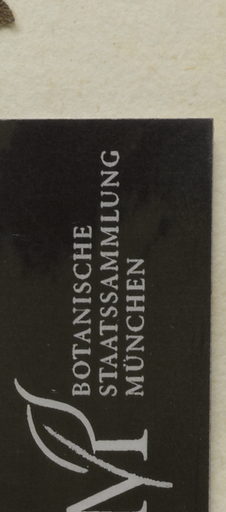 BOTANISCHE
STAATSSAMMLUNG
MÜNCHEN
M